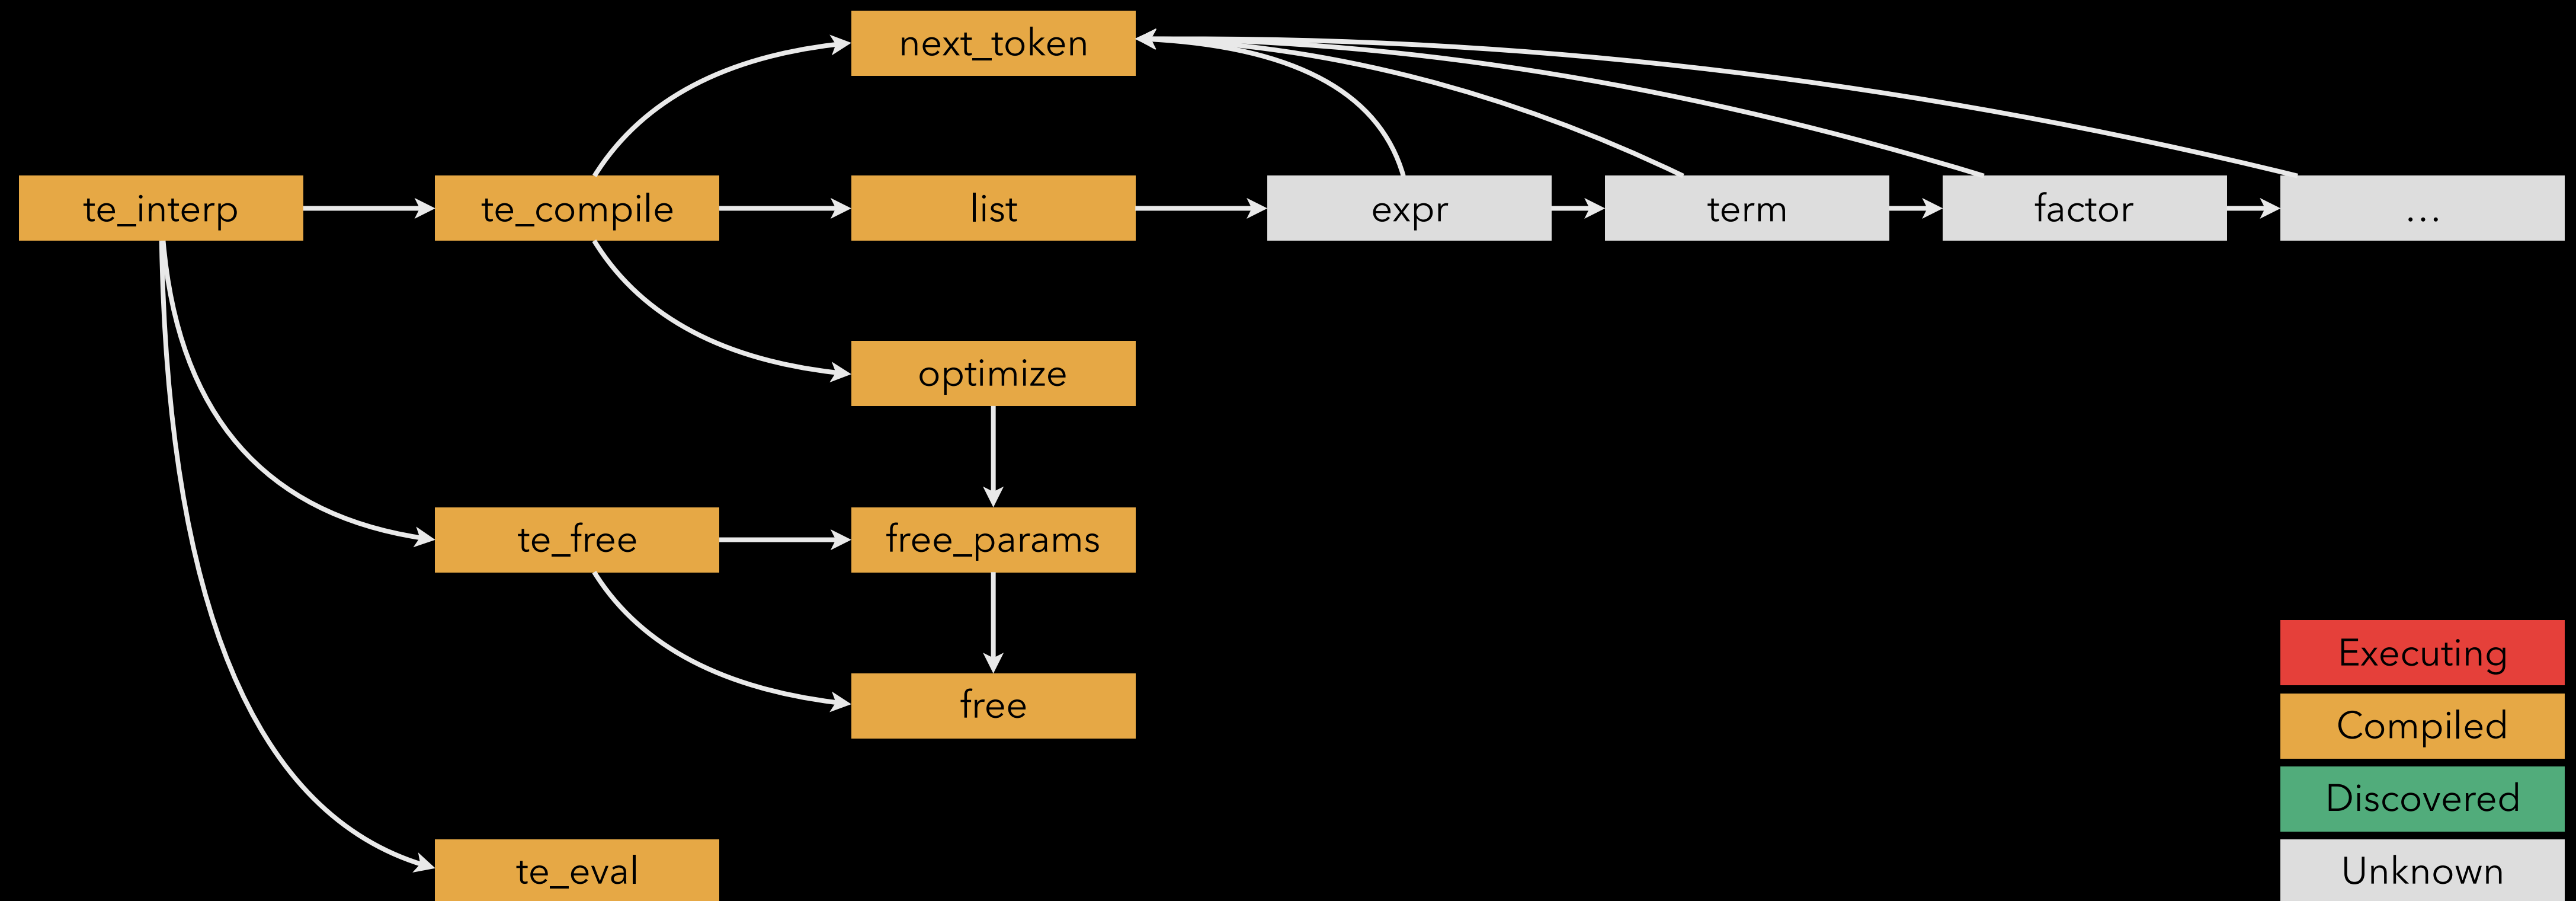 next_token
te_interp
te_compile
list
expr
term
factor
...
optimize
te_free
free_params
free
te_eval
Executing
Compiled
Discovered
Unknown